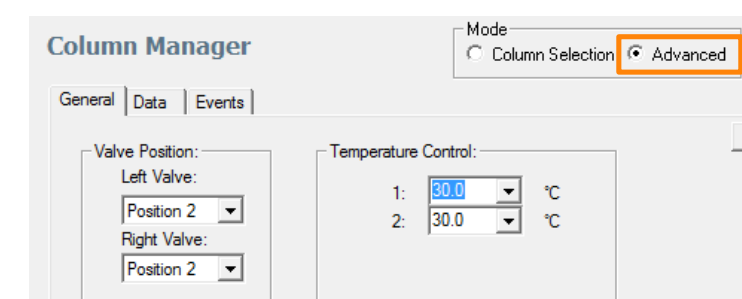 Mode
Column Manager
Column Selection Advanced
General Data Events
Valve Position:
Left Valve:
Position 2
Right Valve:
Position 2
Temperature Control:
1: 30.0 °C
2: 30.0 °C